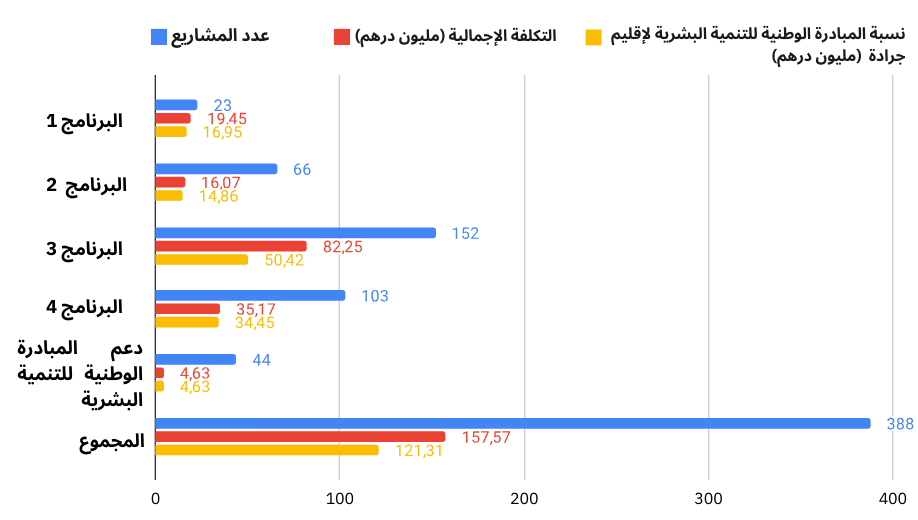 عدد المشاريع
التكلفة الإجمالية (مليون درهم)
نسبة المبادرة الوطنية للتنمية البشرية لإقليم
جرادة (مليون درهم)
البرنامج 1
23
19.45
16,95
البرنامج 2
66
16,07
14,86
البرنامج 3
152
82,25
50,42
البرنامج 4
103
35,17
34,45
دعم المبادرة
الوطنية للتنمية
البشرية
44
4,63
4,63
المجموع
388
157,57
121,31
0 100 200 300 400